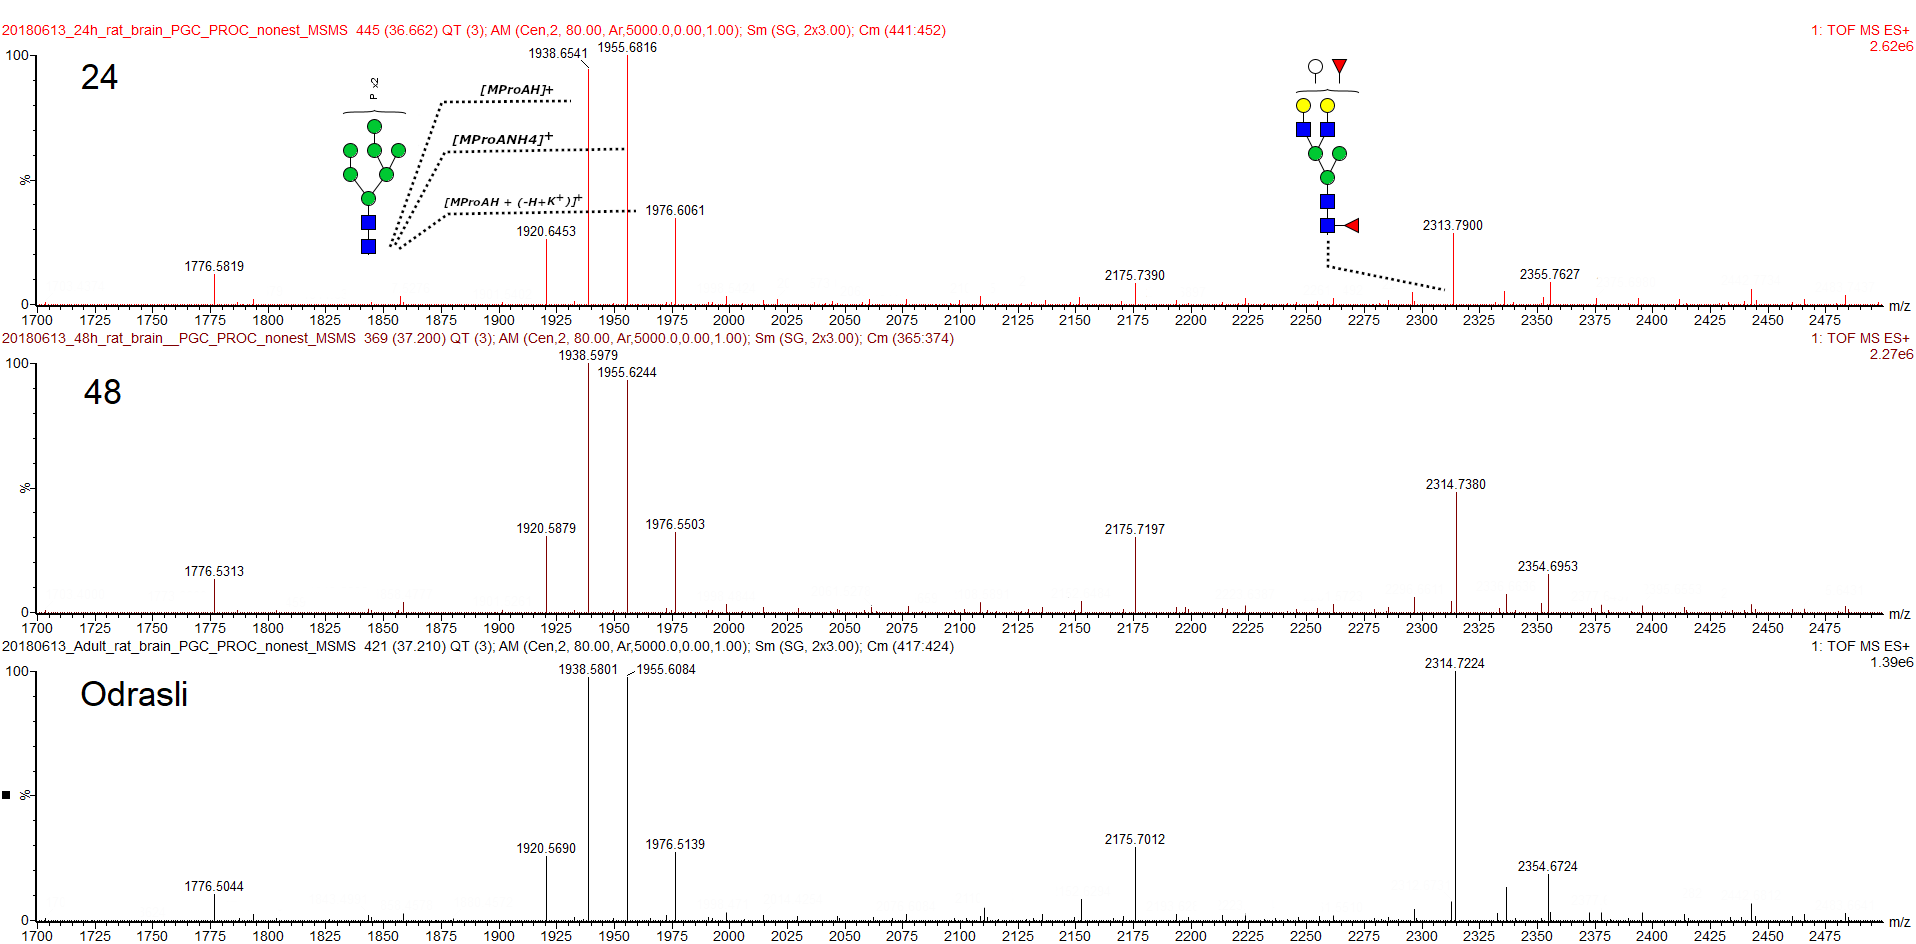 20180613_24h_rat_brain_PGC_PROC_nonest_MSMS 445 (36.662) QT (3); AM (Cen,2, 80.00, Ar,5000.0,0.00,1.00); Sm (SG, 2x3.00); Cm (441:452)
1: TOF MS ES+
2.62e6
24
100
%
0
P x2
[MProAH]+
[MProANH4]+
[MProAH + (-H+K+)]+
1776.5819
1920.6453
1938.6541
1955.6816
1976.6061
2175.7390
2313.7900
2355.7627
1700 1725 1750 1775 1800 1825 1850 1875 1900 1925 1950 1975 2000 2025 2050 2075 2100 2125 2150 2175 2200 2225 2250 2275 2300 2325 2350 2375 2400 2425 2450 2475 m/z
20180613_48h_rat_brain__PGC_PROC_nonest_MSMS 369 (37.200) QT (3); AM (Cen,2, 80.00, Ar,5000.0,0.00,1.00); Sm (SG, 2x3.00); Cm (365:374)
1: TOF MS ES+
2.27e6
48
100
%
0
1776.5313
1920.5879
1938.5979
1955.6244
1976.5503
2175.7197
2314.7380
2354.6953
1700 1725 1750 1775 1800 1825 1850 1875 1900 1925 1950 1975 2000 2025 2050 2075 2100 2125 2150 2175 2200 2225 2250 2275 2300 2325 2350 2375 2400 2425 2450 2475 m/z
20180613_Adult_rat_brain_PGC_PROC_nonest_MSMS 421 (37.210) QT (3); AM (Cen,2, 80.00, Ar,5000.0,0.00,1.00); Sm (SG, 2x3.00); Cm (417:424)
1: TOF MS ES+
1.39e6
Odrasli
100
%
0
1776.5044
1920.5690
1938.5801
1955.6084
1976.5139
2175.7012
2314.7224
2354.6724
1700 1725 1750 1775 1800 1825 1850 1875 1900 1925 1950 1975 2000 2025 2050 2075 2100 2125 2150 2175 2200 2225 2250 2275 2300 2325 2350 2375 2400 2425 2450 2475 m/z